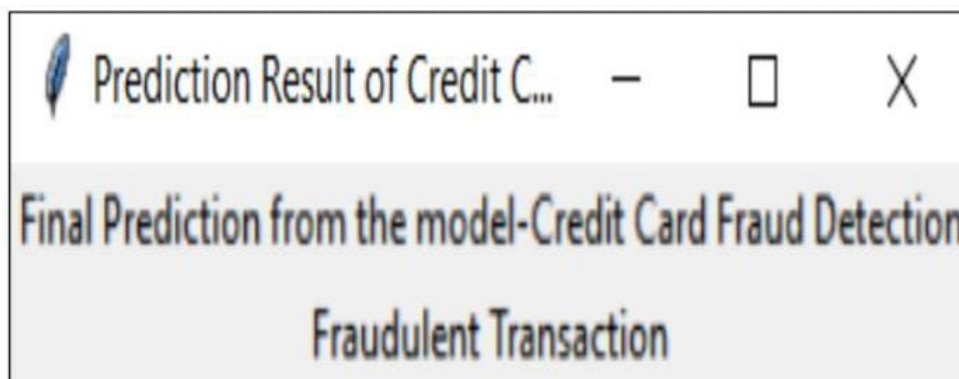 Prediction Result of Credit C...
Final Prediction from the model-Credit Card Fraud Detection
Fraudulent Transaction